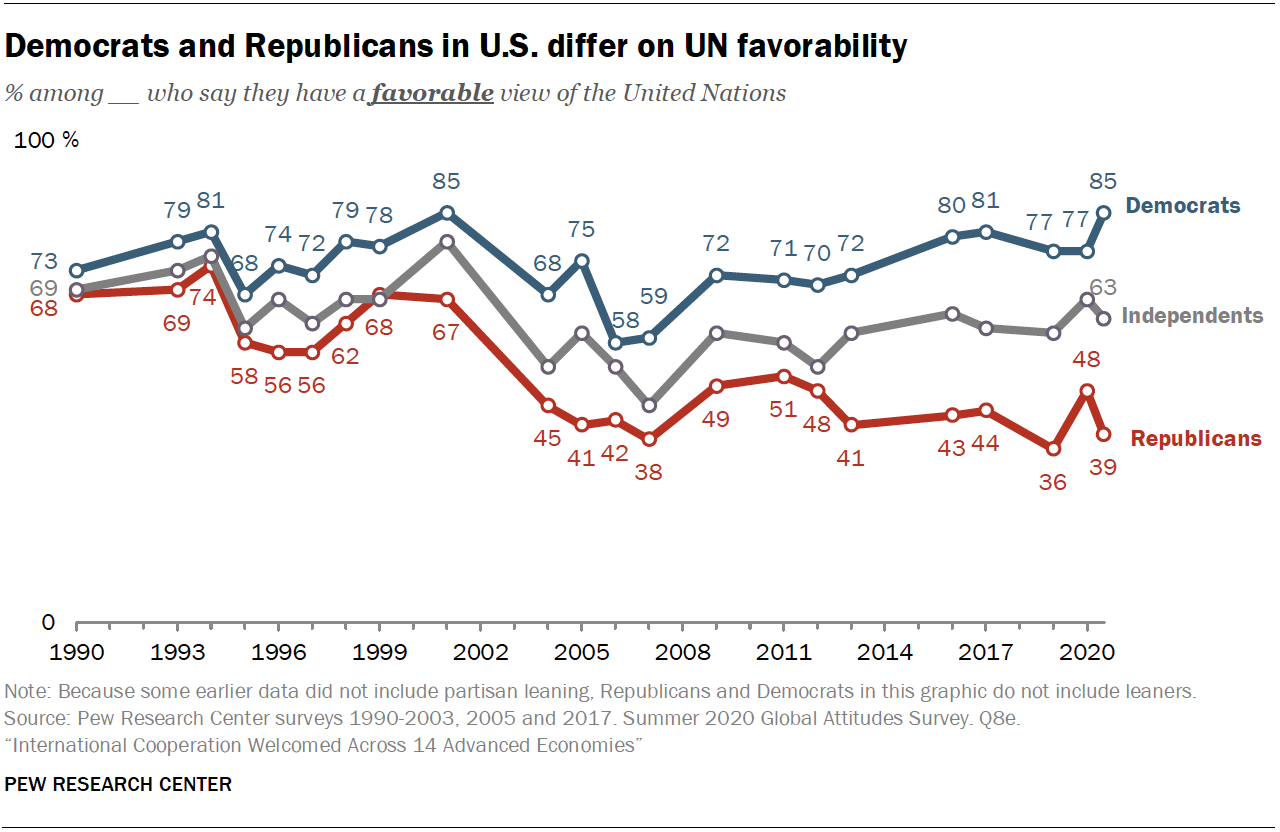 Democrats and Republicans in U.S. differ on UN favorability
% among __ who say they have a favorable view of the United Nations
100 %
73 79 81 68 74 72 79 78 85 68 75 58 59 72 71 70 72 80 81 77 77 85
Democrats
69 63
Independents
68 69 74 58 56 56 62 68 67 45 41 42 38 49 51 48 41 43 44 36 48 39
Republicans
0
1990 1993 1996 1999 2002 2005 2008 2011 2014 2017 2020
Note: Because some earlier data did not include partisan leaning, Republicans and Democrats in this graphic do not include leaners.
Source: Pew Research Center surveys 1990-2003, 2005 and 2017. Summer 2020 Global Attitudes Survey. Q8e.
“International Cooperation Welcomed Across 14 Advanced Economies”
PEW RESEARCH CENTER